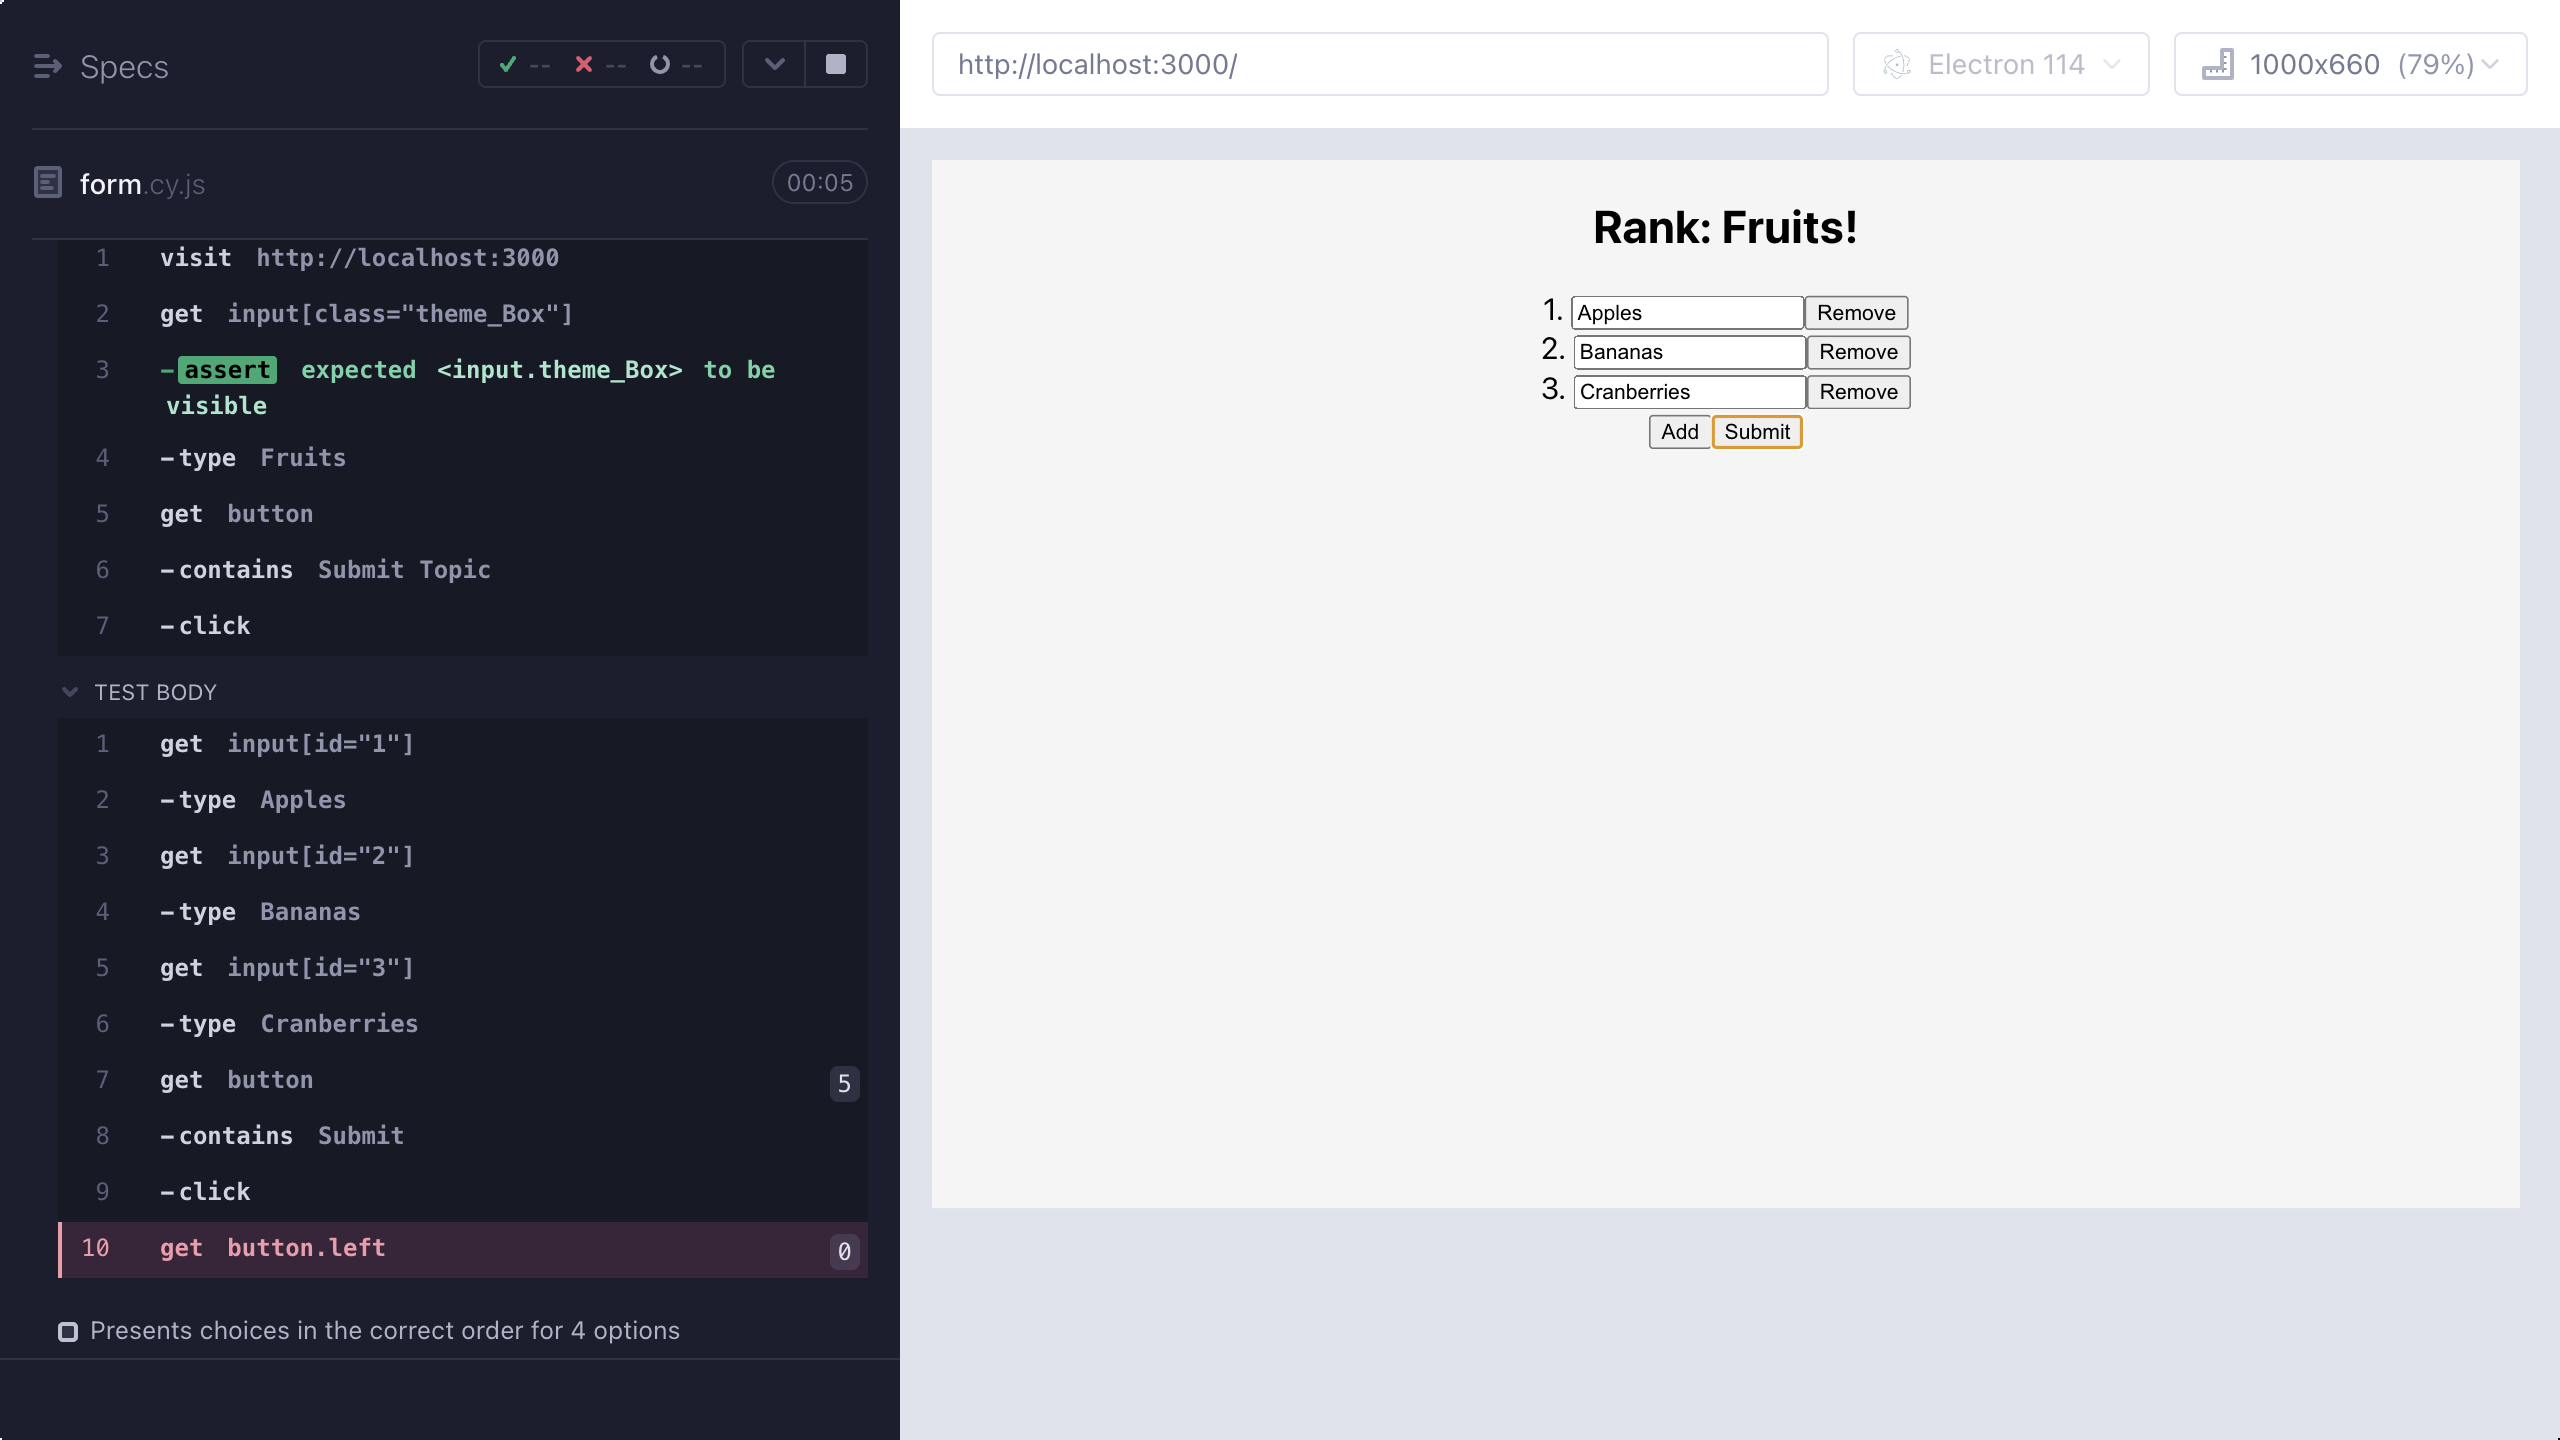 Specs
-- -- --
form.cy.js 00:05
1 visit http://localhost:3000
2 get input[class="theme_Box"]
3 -assert expected <input.theme_Box> to be
visible
4 -type Fruits
5 get button
6 -contains Submit Topic
7 -click
TEST BODY
1 get input[id="1"]
2 -type Apples
3 get input[id="2"]
4 -type Bananas
5 get input[id="3"]
6 -type Cranberries
7 get button 5
8 -contains Submit
9 -click
10 get button.left 0
Presents choices in the correct order for 4 options
http://localhost:3000/ Electron 114 1000x660 (79%)
Rank: Fruits!
1. Apples Remove
2. Bananas Remove
3. Cranberries Remove
Add Submit